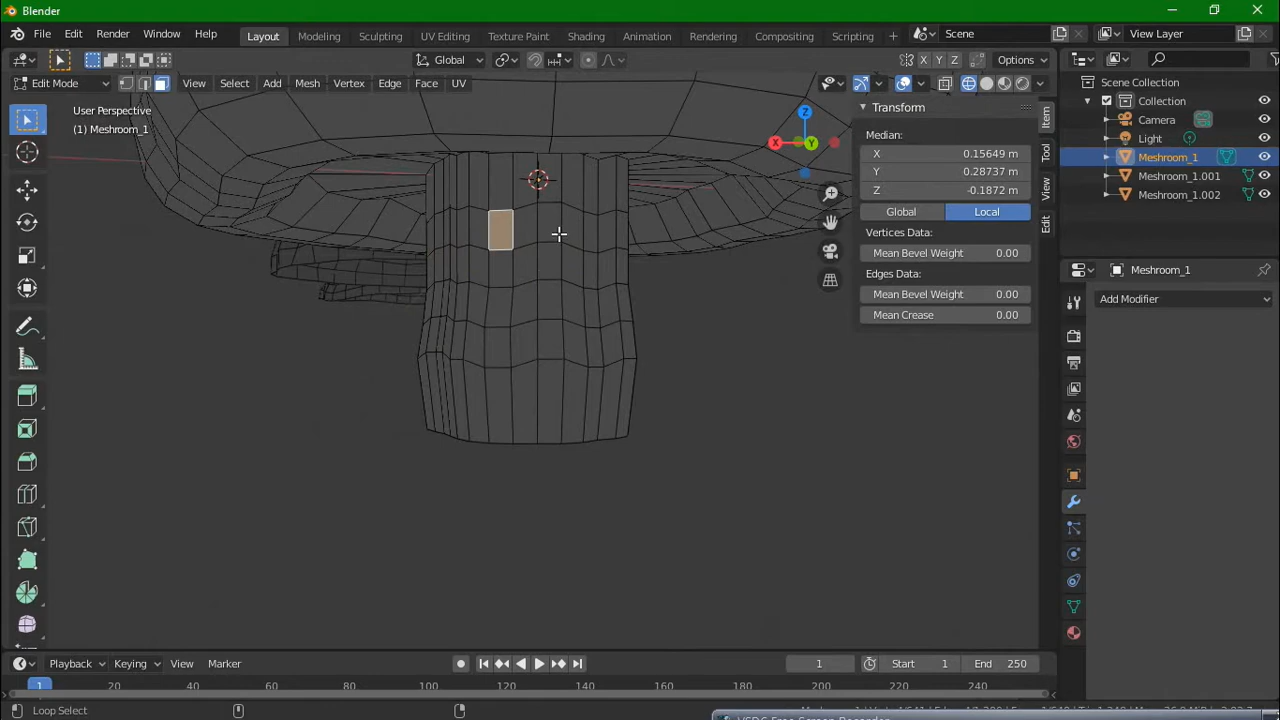 Blender
File Edit Render Window Help Layout Modeling Sculpting UV Editing Texture Paint Shading Animation Rendering Compositing Scripting + Scene View Layer
Global X Y Z Options
Edit Mode View Select Add Mesh Vertex Edge Face UV
User Perspective
(1) Meshroom_1
Z
X Y
Transform
Median:
X 0.15649 m
Y 0.28737 m
Z -0.1872 m
Global Local
Vertices Data:
Mean Bevel Weight 0.00
Edges Data:
Mean Bevel Weight 0.00
Mean Crease 0.00
Item
Tool
View
Edit
Scene Collection
Collection
Camera
Light
Meshroom_1
Meshroom_1.001
Meshroom_1.002
Meshroom_1
Add Modifier
Playback Keying View Marker 1 Start 1 End 250
1 20 40 60 80 100 120 140 160 180 200 220 240
Loop Select